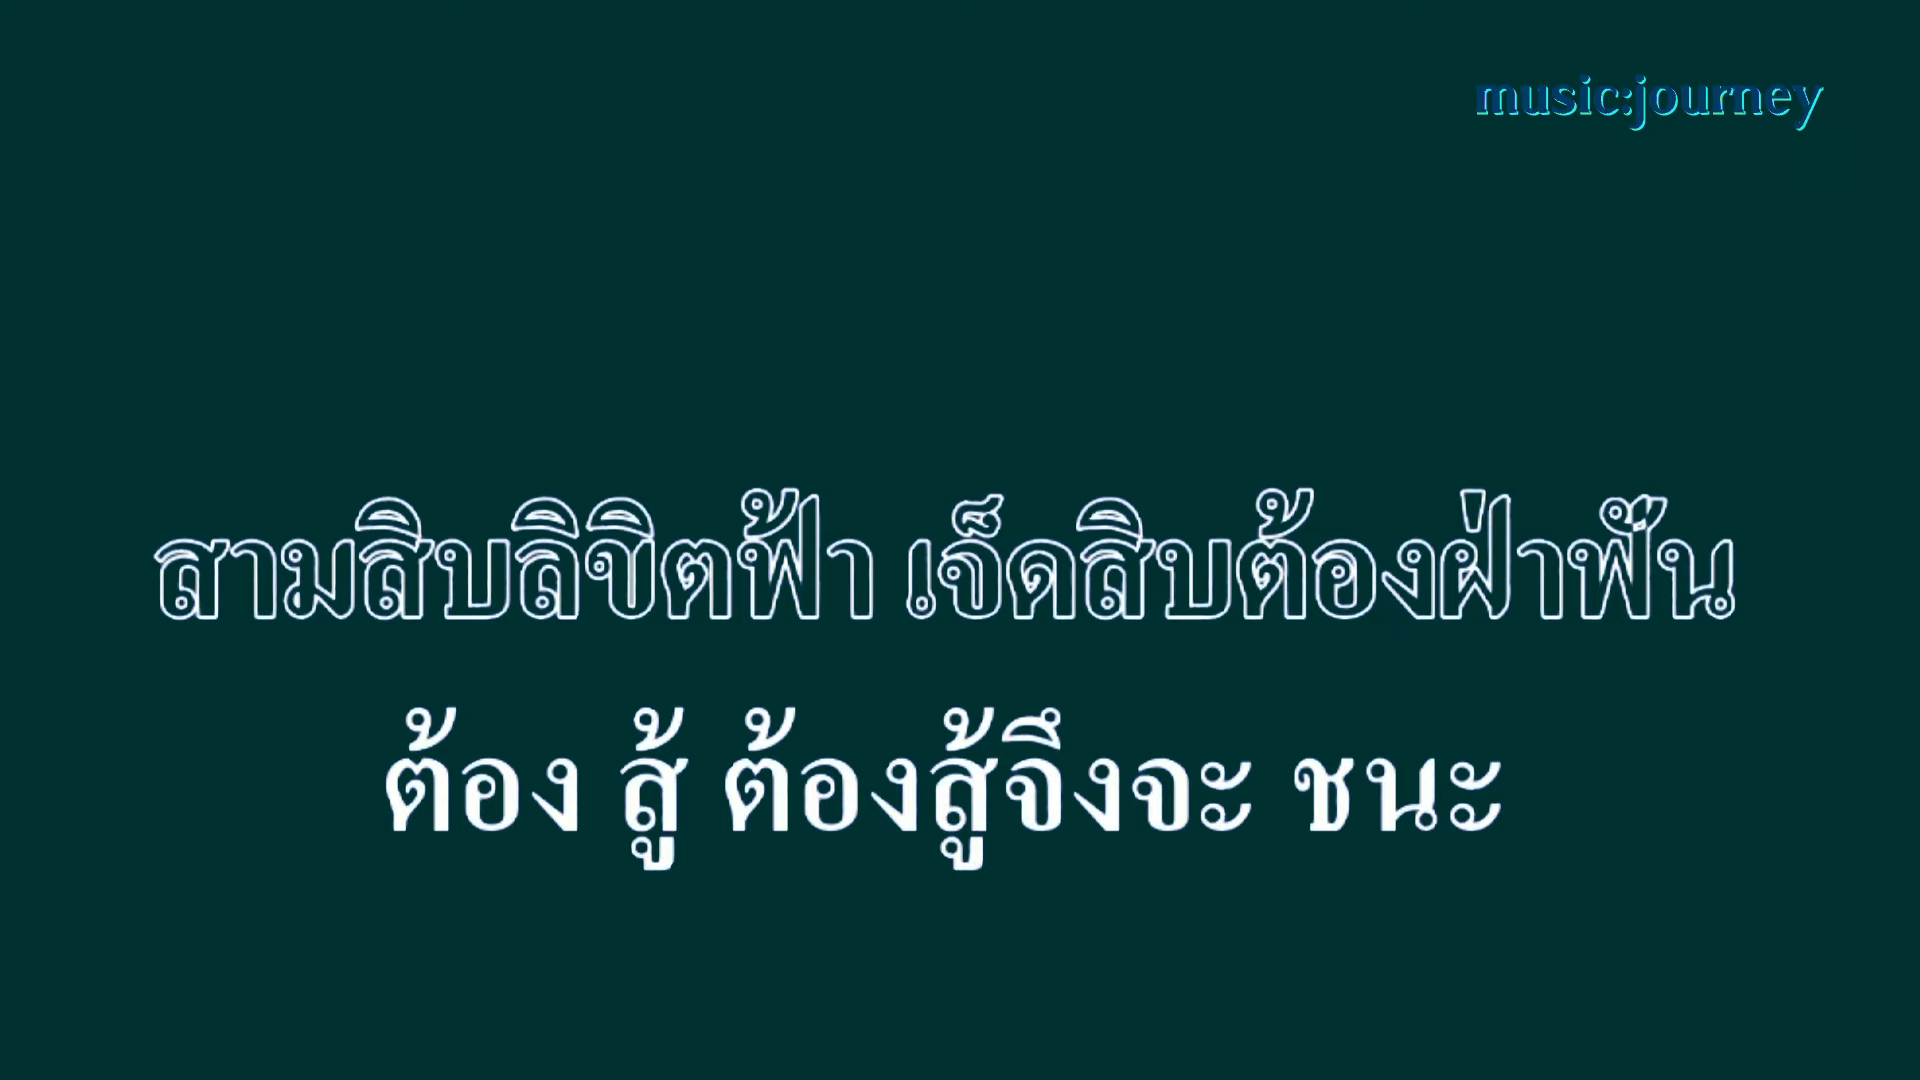 music:journey
สามสิบลิขิตฟ้า เจ็ดสิบต้องฝ่าฟัน
ต้อง สู้ ต้องสู้จึงจะ ชนะ